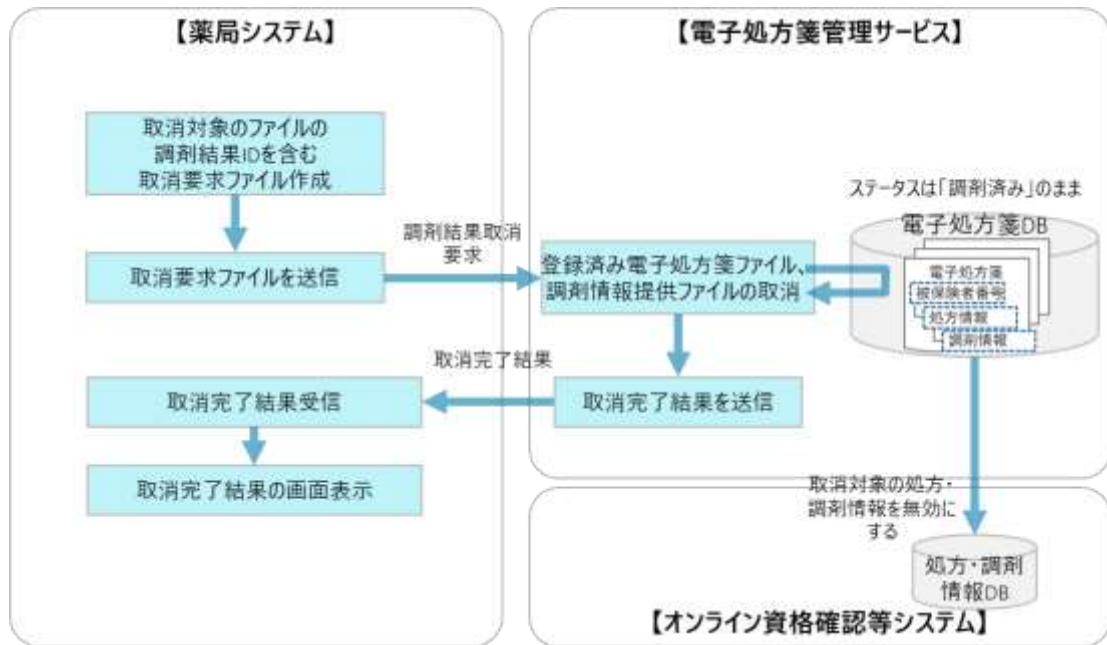 【薬局システム】
取消対象のファイルの
調剤結果IDを含む
取消要求ファイル作成
取消要求ファイルを送信
調剤結果取消
要求
取消完了結果
取消完了結果受信
取消完了結果の画面表示
【電子処方箋管理サービス】
登録済み電子処方箋ファイル、
調剤情報提供ファイルの取消
取消完了結果を送信
ステータスは「調剤済み」のまま
電子処方箋DB
電子処方箋
被保険者番号
処方情報
調剤情報
取消対象の処方・
調剤情報を無効に
する
処方・調剤
情報DB
【オンライン資格確認等システム】